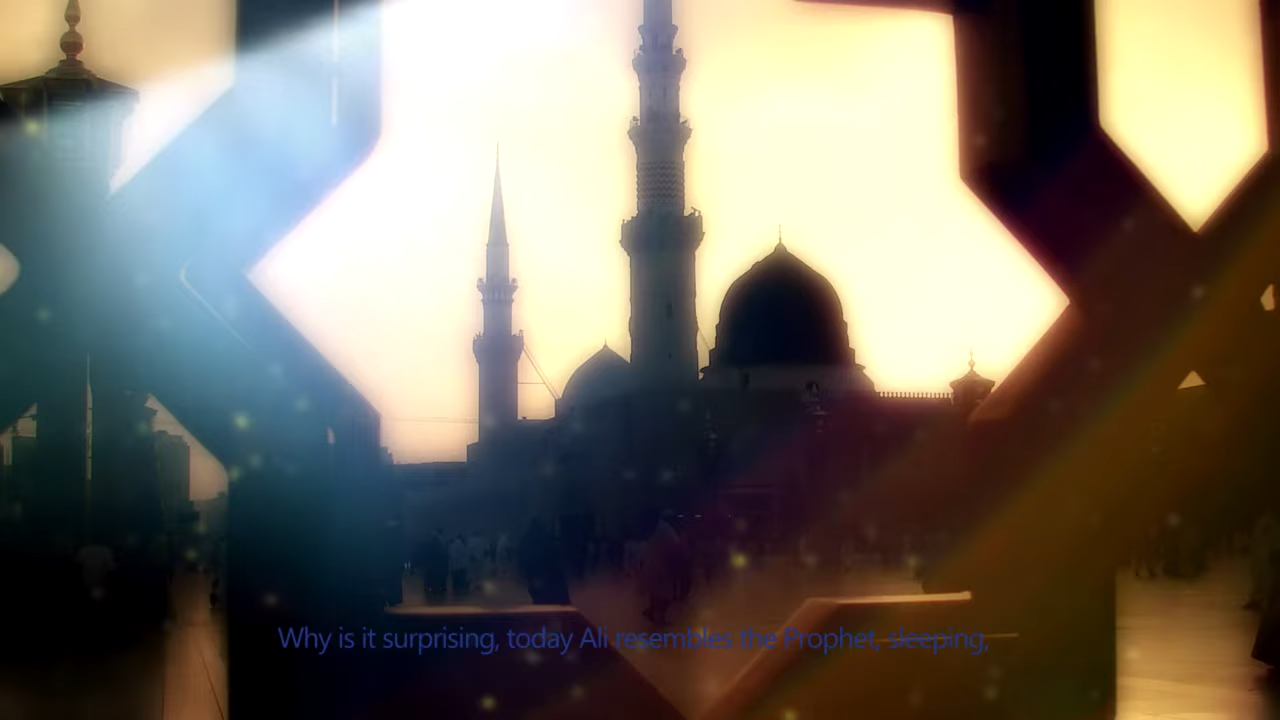 Why is it surprising, today Ali resembles the Prophet, sleeping,